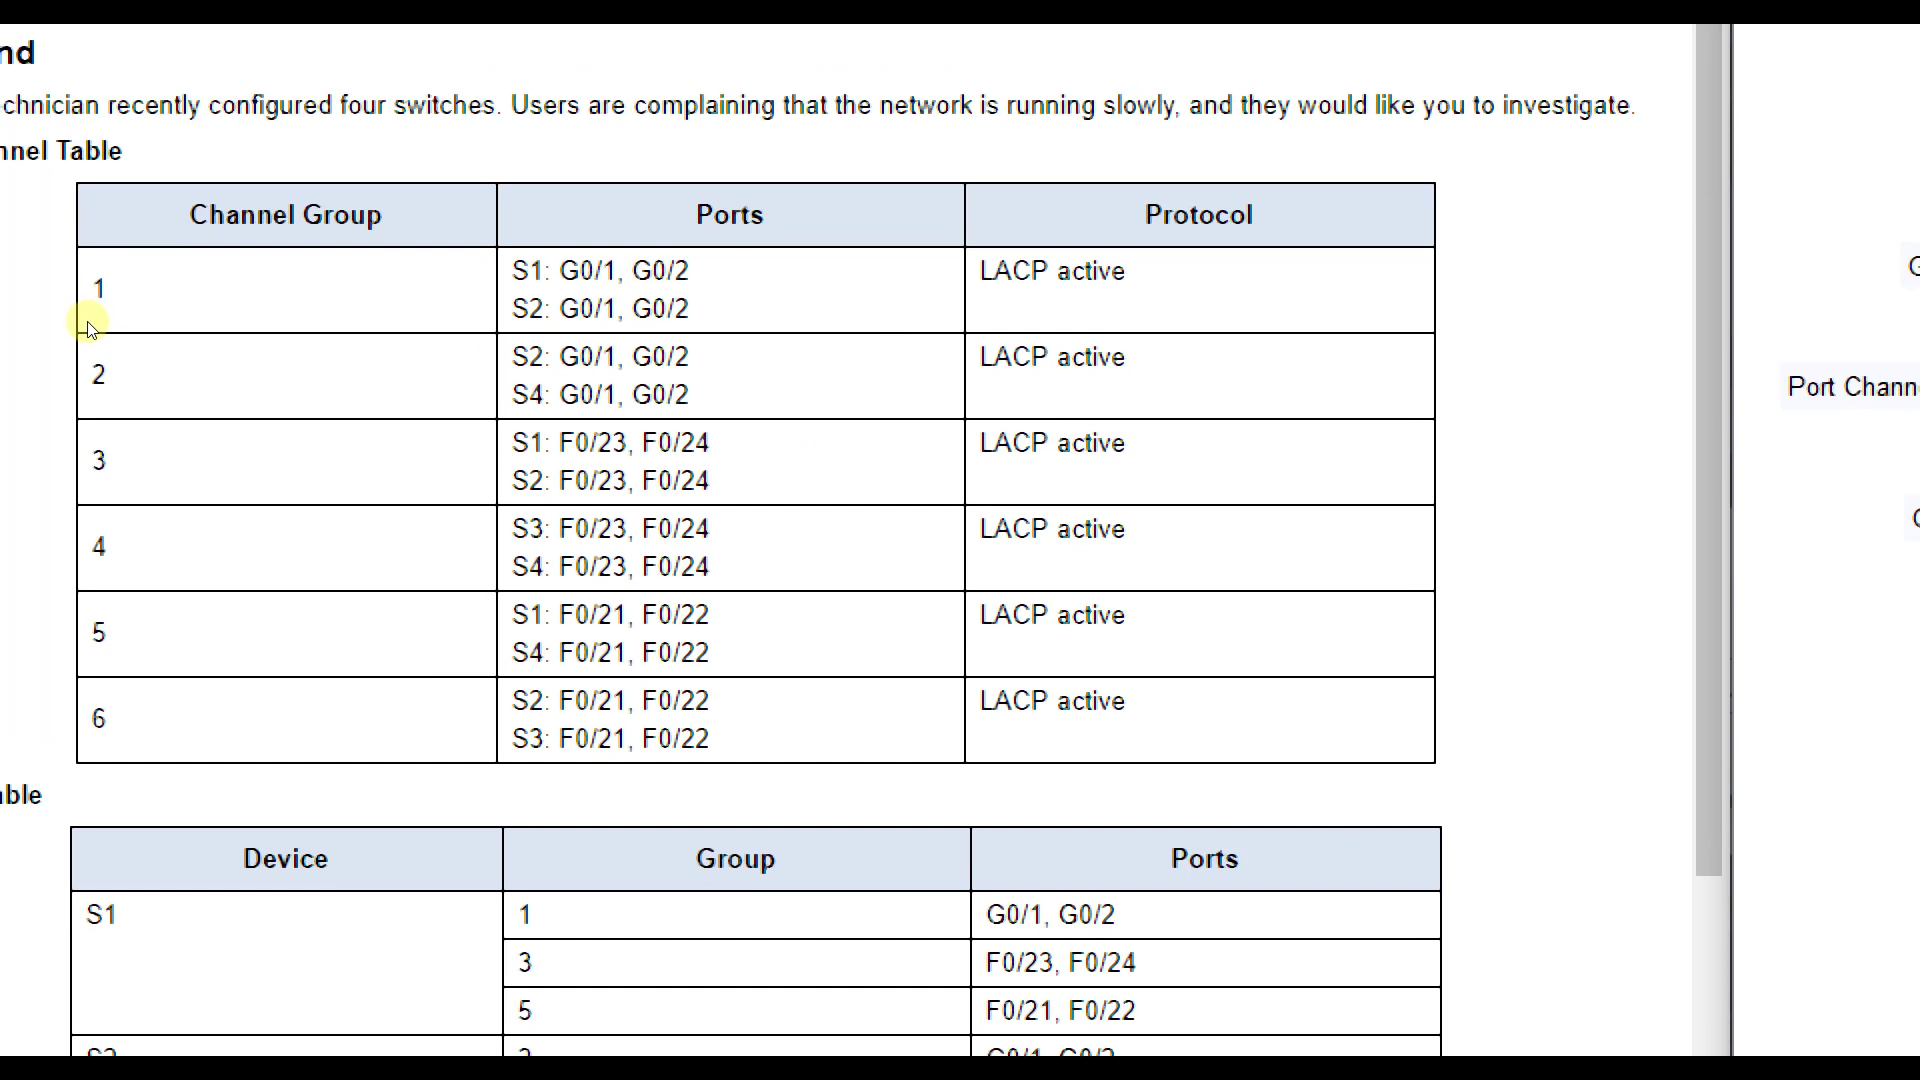 nd
chnician recently configured four switches. Users are complaining that the network is running slowly, and they would like you to investigate.
nnel Table
Channel Group Ports Protocol
1 S1: G0/1, G0/2 LACP active
S2: G0/1, G0/2
2 S2: G0/1, G0/2 LACP active
S4: G0/1, G0/2
3 S1: F0/23, F0/24 LACP active
S2: F0/23, F0/24
4 S3: F0/23, F0/24 LACP active
S4: F0/23, F0/24
5 S1: F0/21, F0/22 LACP active
S4: F0/21, F0/22
6 S2: F0/21, F0/22 LACP active
S3: F0/21, F0/22
able
Device Group Ports
S1 1 G0/1, G0/2
3 F0/23, F0/24
5 F0/21, F0/22
G0/1, G0/2
Port Chann